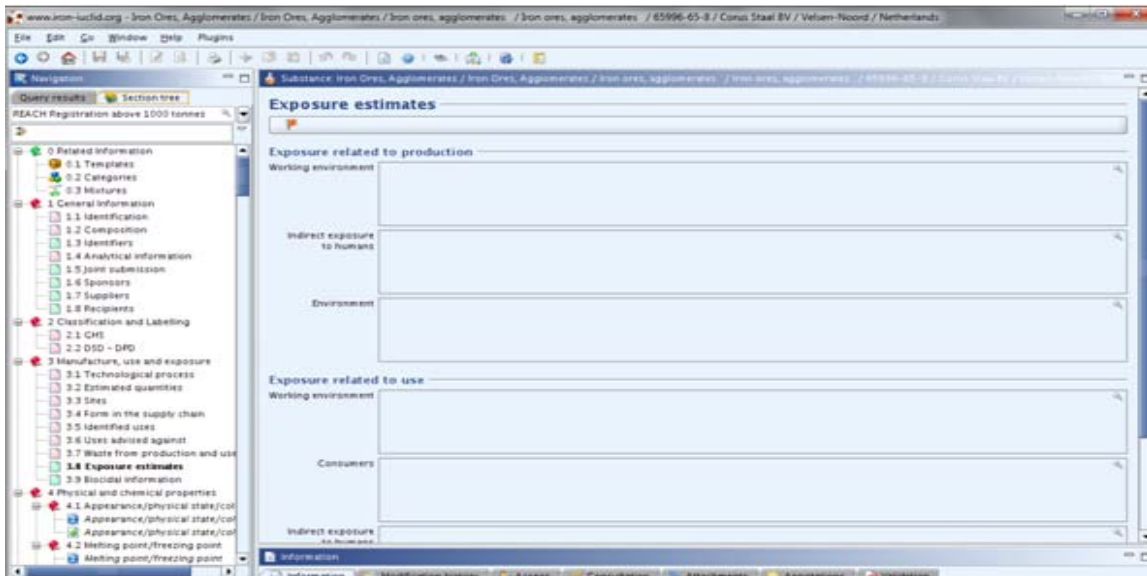 www.iron-iuclid.org - Iron Ores, Agglomerates / Iron Ores, Agglomerates / Iron ores, agglomerates / Iron ores, agglomerates / 65996-65-8 / Corus Staal BV / Velsen-Noord / Netherlands
File Edit Go Window Help Plugins
Navigation
Query results Section tree
REACH Registration above 1000 tonnes
0 Related Information
0.1 Templates
0.2 Categories
0.3 Mixtures
1 General Information
1.1 Identification
1.2 Composition
1.3 Identifiers
1.4 Analytical information
1.5 Joint submission
1.6 Sponsors
1.7 Suppliers
1.8 Recipients
2 Classification and Labelling
2.1 GHS
2.2 DSD - DPD
3 Manufacture, use and exposure
3.1 Technological process
3.2 Estimated quantities
3.3 Sites
3.4 Form in the supply chain
3.5 Identified uses
3.6 Uses advised against
3.7 Waste from production and use
3.8 Exposure estimates
3.9 Biocidal information
4 Physical and chemical properties
4.1 Appearance/physical state/col
Appearance/physical state/col
Appearance/physical state/col
4.2 Melting point/freezing point
Melting point/freezing point
Substance: Iron Ores, Agglomerates / Iron Ores, Agglomerates / Iron ores, agglomerates / Iron ores, agglomerates / 65996-65-8 / Corus Staal BV /
Exposure estimates
Exposure related to production
Working environment
Indirect exposure
to humans
Environment
Exposure related to use
Working environment
Consumers
Indirect exposure
to humans
Information
Information Modification history Access Consultation Attachments Annotations Validation